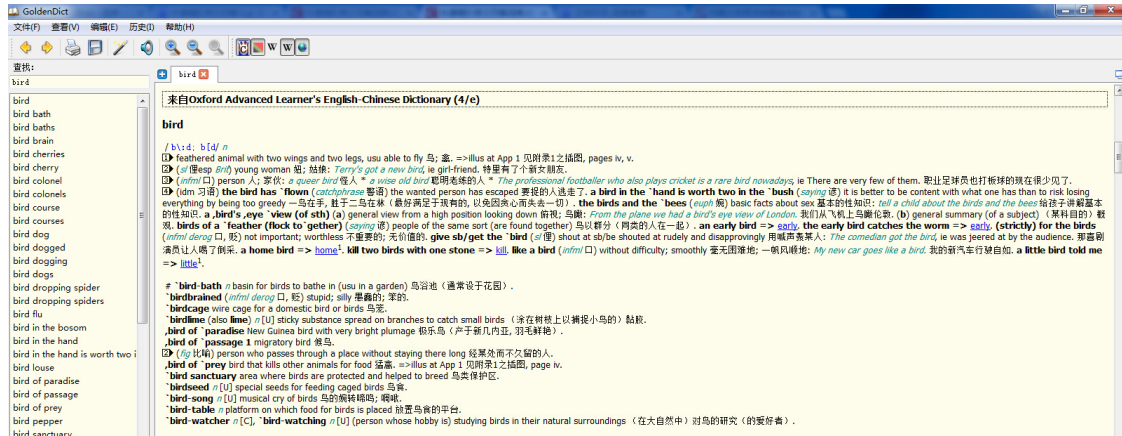 GoldenDict
文件(F) 查看(V) 编辑(E) 历史(I) 帮助(H)
查找:
bird
bird
bird bath
bird baths
bird brain
bird cherries
bird cherry
bird colonel
bird colonels
bird course
bird courses
bird dog
bird dogged
bird dogging
bird dogs
bird dropping spider
bird dropping spiders
bird flu
bird in the bosom
bird in the hand
bird in the hand is worth two i
bird louse
bird of paradise
bird of passage
bird of prey
bird pepper
bird sanctuary
bird
来自Oxford Advanced Learner's English-Chinese Dictionary (4/e)
bird
/ b\:d; bɪd/ n
1 feathered animal with two wings and two legs, usu able to fly 鸟; 禽. =>illus at App 1 见附录1之插图, pages iv, v.
2 (sl 俚esp Brit) young woman 妞; 姑娘: Terry's got a new bird, ie girl-friend. 特里有了个新女朋友.
3 (infml 口) person 人; 家伙: a queer bird 怪人 * a wise old bird 聪明老练的人 * The professional footballer who also plays cricket is a rare bird nowadays, ie There are very few of them. 职业足球员也打板球的现在很少见了.
4 (idm 习语) the bird has `flown (catchphrase 警语) the wanted person has escaped 要捉的人逃走了. a bird in the `hand is worth two in the `bush (saying 谚) it is better to be content with what one has than to risk losing
everything by being too greedy 一鸟在手, 胜于二鸟在林（最好满足于现有的, 以免因贪心而失去一切）. the birds and the `bees (euph 婉) basic facts about sex 基本的性知识: tell a child about the birds and the bees 给孩子讲解基本
的性知识. a ,bird's-,eye `view (of sth) (a) general view from a high position looking down 俯视; 鸟瞰: From the plane we had a bird's eye view of London. 我们从飞机上鸟瞰伦敦. (b) general summary (of a subject) （某科目的）概
观. birds of a `feather (flock to`gether) (saying 谚) people of the same sort (are found together) 鸟以群分（同类的人在一起）. an early bird => early. the early bird catches the worm => early. (strictly) for the birds
(infml derog 口, 贬) not important; worthless 不重要的; 无价值的. give sb/get the `bird (sl 俚) shout at sb/be shouted at rudely and disapprovingly 用喊声轰某人: The comedian got the bird, ie was jeered at by the audience. 那喜剧
演员让人喝了倒采. a home bird => home1. kill two birds with one stone => kill. like a bird (infml 口) without difficulty; smoothly 毫无困难地; 一帆风顺地: My new car goes like a bird. 我的新汽车行驶自如. a little bird told me
=> little1.
# `bird-bath n basin for birds to bathe in (usu in a garden) 鸟浴池（通常设于花园）.
`birdbrained (infml derog 口, 贬) stupid; silly 愚蠢的; 笨的.
`birdcage wire cage for a domestic bird or birds 鸟笼.
`birdlime (also lime) n [U] sticky substance spread on branches to catch small birds （涂在树枝上以捕捉小鸟的）黏胶.
,bird of `paradise New Guinea bird with very bright plumage 极乐鸟（产于新几内亚, 羽毛鲜艳）.
,bird of `passage 1 migratory bird 候鸟.
2 (fig 比喻) person who passes through a place without staying there long 经某处而不久留的人.
,bird of `prey bird that kills other animals for food 猛禽. =>illus at App 1 见附录1之插图, page iv.
`bird sanctuary area where birds are protected and helped to breed 鸟类保护区.
`birdseed n [U] special seeds for feeding caged birds 鸟食.
`bird-song n [U] musical cry of birds 鸟的婉转啼鸣; 啁啾.
`bird-table n platform on which food for birds is placed 放置鸟食的平台.
`bird-watcher n [C], `bird-watching n [U] (person whose hobby is) studying birds in their natural surroundings （在大自然中）对鸟的研究（的爱好者）.